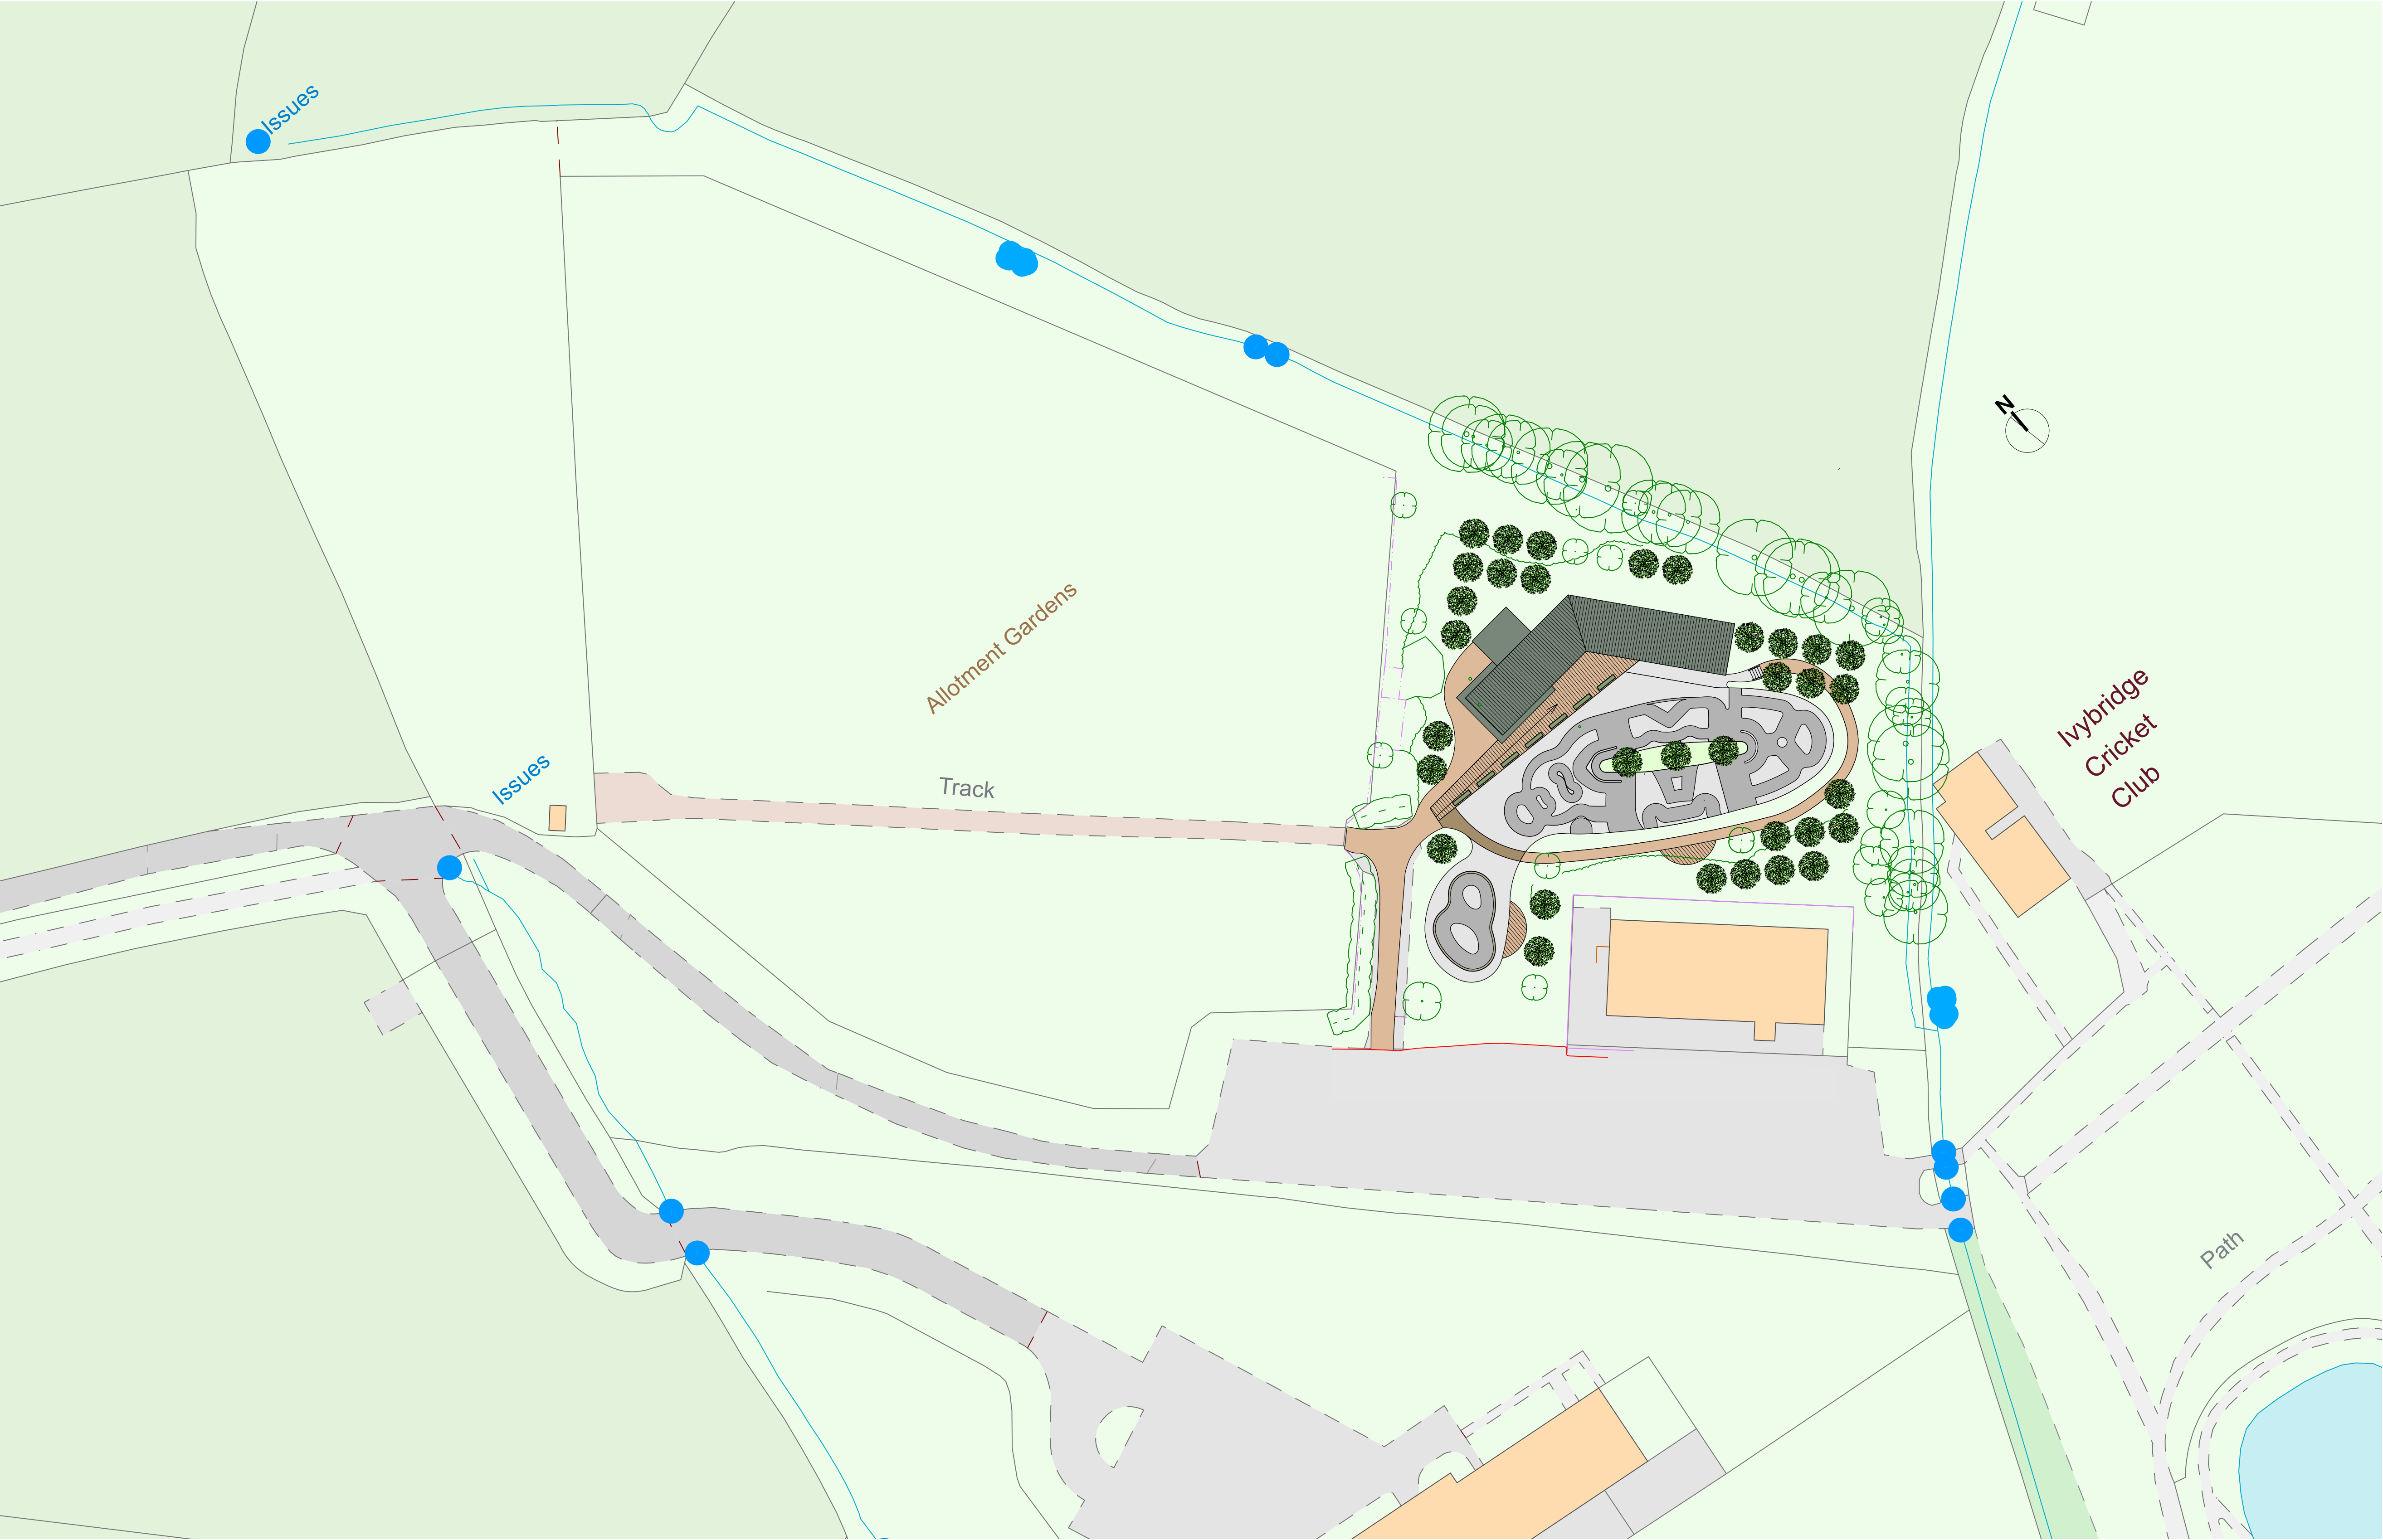 Issues
N
Allotment Gardens
Ivybridge
Cricket
Club
Issues
Track
Path